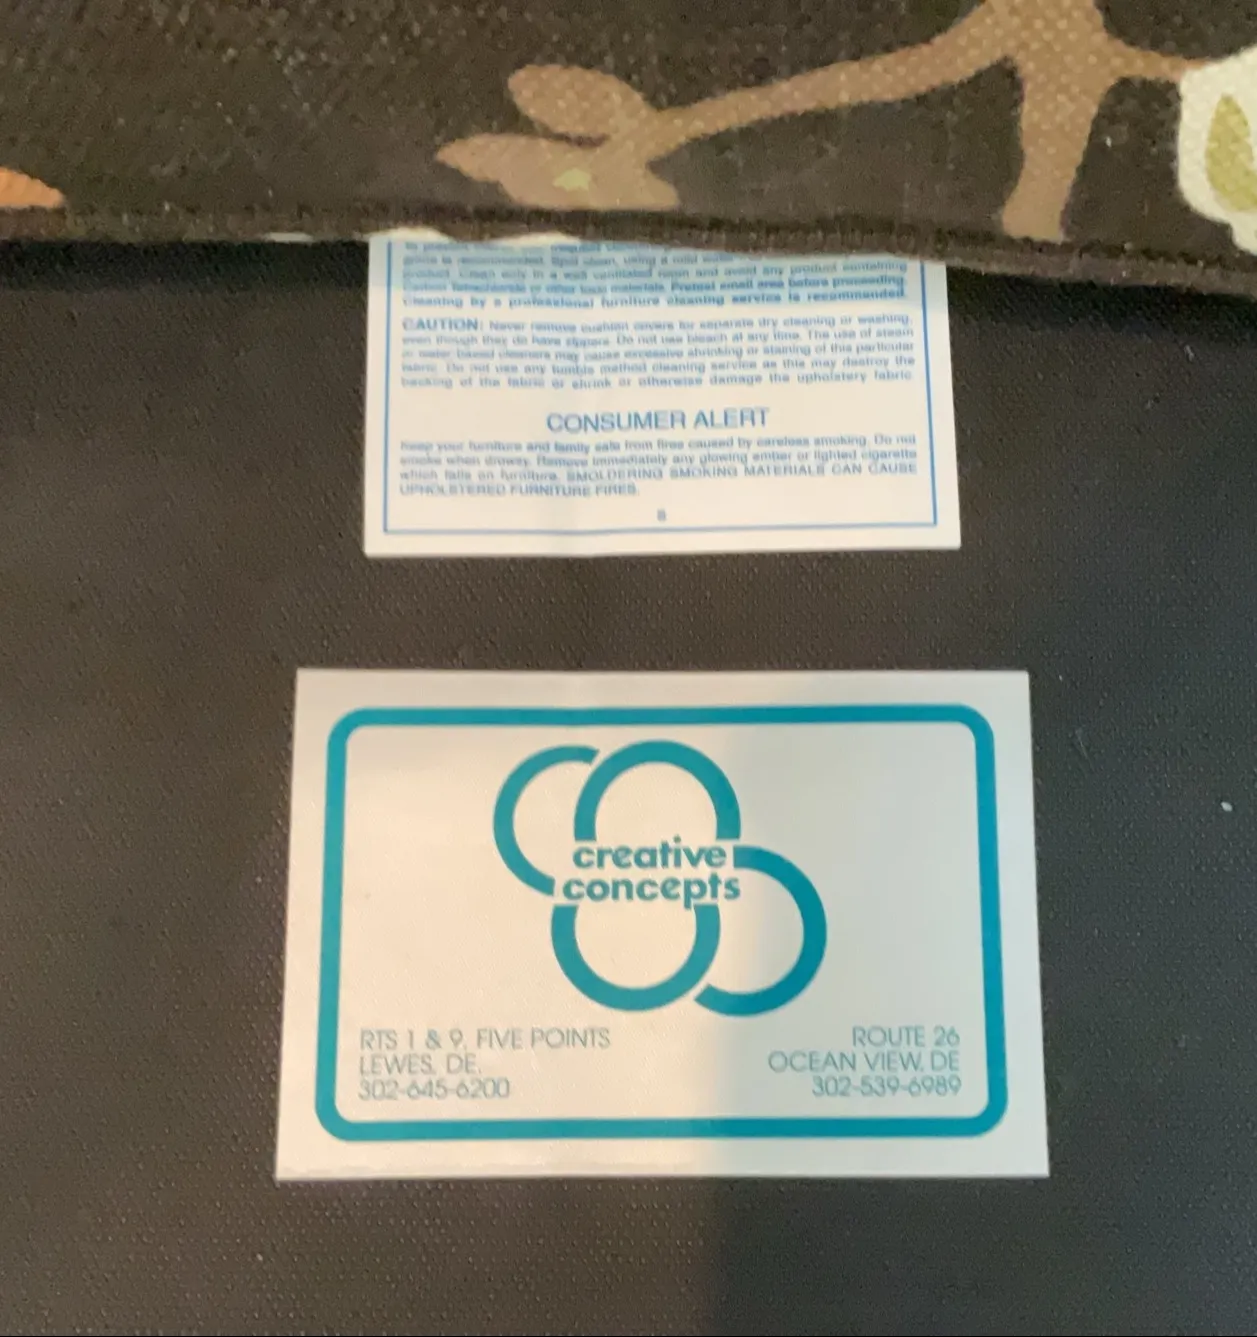 product. Clean only in a well ventilated room and avoid any product containing
Carbon Tetrachloride or other toxic materials. Pretest small area before proceeding.
Cleaning by a professional furniture cleaning service is recommended.
CAUTION: Never remove cushion covers for separate dry cleaning or washing,
even though they do have zippers. Do not use bleach at any time. The use of steam
or water based cleaners may cause excessive shrinking or staining of this particular
fabric. Do not use any tumble method cleaning service as this may destroy the
backing of the fabric or shrink or otherwise damage the upholstery fabric.
CONSUMER ALERT
Keep your furniture and family safe from fires caused by careless smoking. Do not
smoke when drowsy. Remove immediately any glowing ember or lighted cigarette
which falls on furniture. SMOLDERING SMOKING MATERIALS CAN CAUSE
UPHOLSTERED FURNITURE FIRES.
creative
concepts
RTS 1 & 9, FIVE POINTS
LEWES, DE.
302-645-6200
ROUTE 26
OCEAN VIEW, DE
302-539-6989